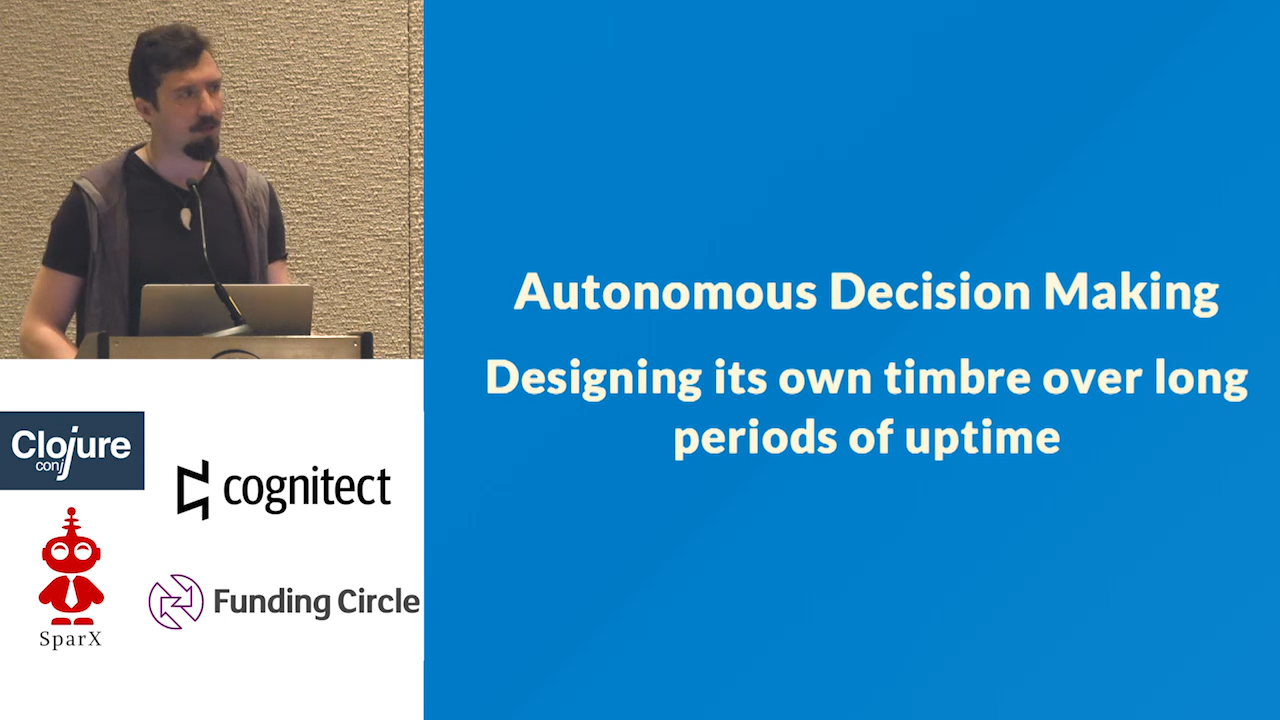 Autonomous Decision Making
Designing its own timbre over long
periods of uptime
Clojure
conj
cognitect
SparX
Funding Circle